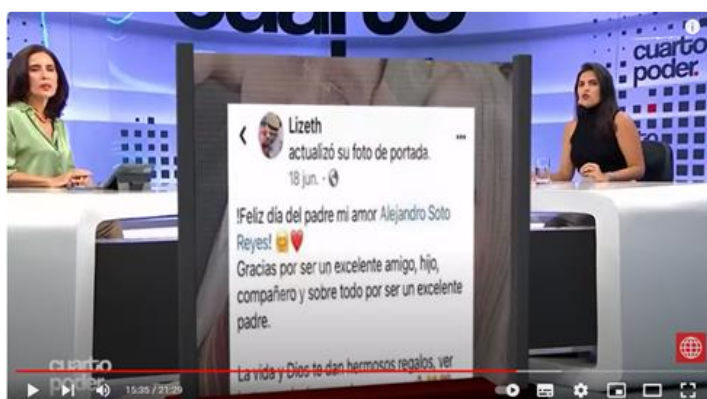 cuarto
cuarto
poder.
Lizeth
actualizó su foto de portada.
18 jun.
!Feliz día del padre mi amor Alejandro Soto
Reyes!
Gracias por ser un excelente amigo, hijo,
compañero y sobre todo por ser un excelente
padre.
La vida y Dios te dan hermosos regalos, ver
cuarto
poder
15:35 / 21:29